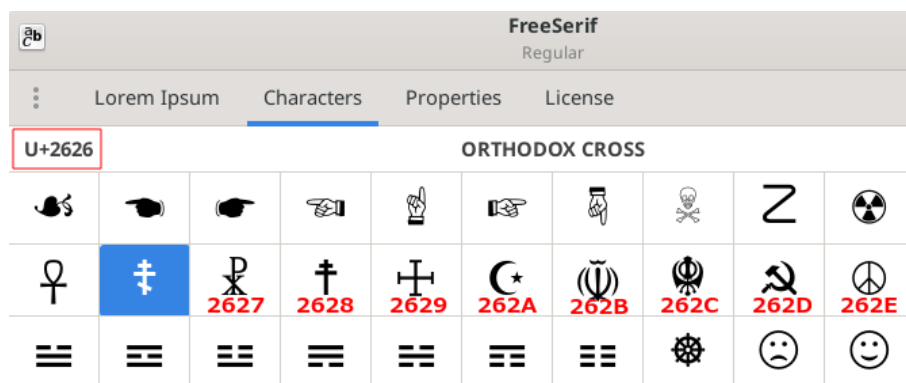 FreeSerif
Regular
Lorem Ipsum Characters Properties License
U+2626 ORTHODOX CROSS
☙ ☚ ☛ ☜ ☝ ☞ ☟ ☠ ☡ ☢
☥ ☦ ☧ ☨ ☩ ☪ ☫ ☬ ☭ ☮
2627 2628 2629 262A 262B 262C 262D 262E
☱ ☲ ☳ ☴ ☵ ☶ ☷ ☸ ☹ ☺